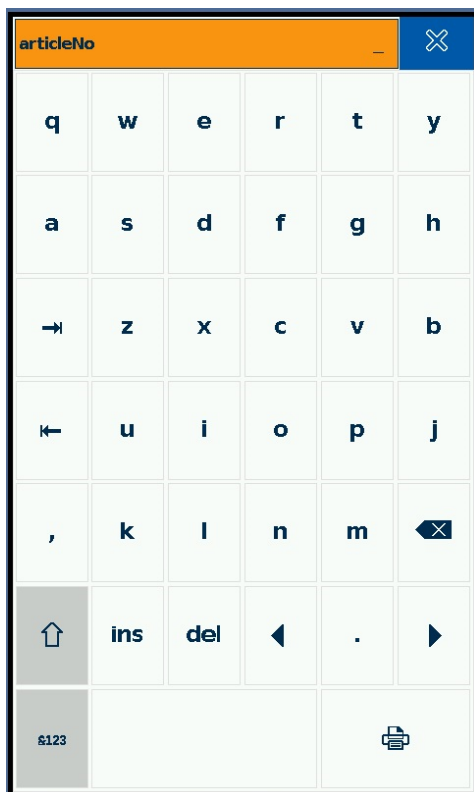 articleNo _
q w e r t y
a s d f g h
z x c v b
u i o p j
, k l n m
ins del .
&123